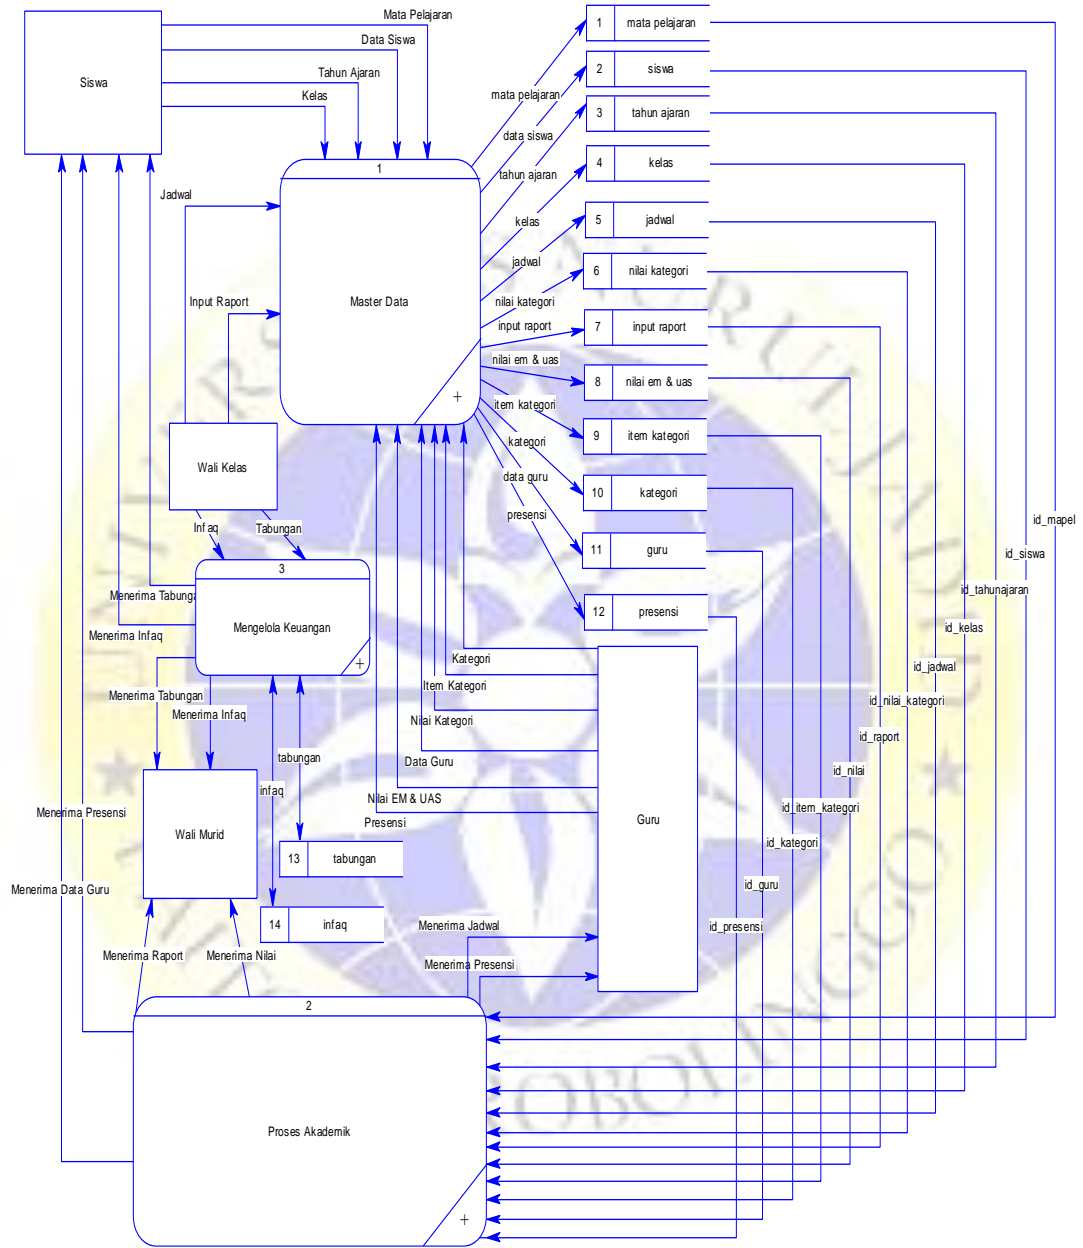 Mata Pelajaran
Data Siswa
Tahun Ajaran
Kelas
Siswa
1 mata pelajaran
2 siswa
3 tahun ajaran
4 kelas
5 jadwal
6 nilai kategori
7 input raport
8 nilai em & uas
9 item kategori
10 kategori
11 guru
12 presensi
mata pelajaran
data siswa
tahun ajaran
kelas
jadwal
nilai kategori
input raport
nilai em & uas
item kategori
kategori
data guru
presensi
1
Master Data
+
Jadwal
Input Raport
Wali Kelas
Infaq
Tabungan
3
Mengelola Keuangan
+
Menerima Tabunga
Menerima Infaq
Menerima Tabungan
Menerima Infaq
tabungan
infaq
Wali Murid
13 tabungan
14 infaq
Kategori
Item Kategori
Nilai Kategori
Data Guru
Nilai EM & UAS
Presensi
Guru
id_mapel
id_siswa
id_tahunajaran
id_kelas
id_jadwal
id_nilai_kategori
id_raport
id_nilai
id_item_kategori
id_kategori
id_guru
id_presensi
Menerima Presensi
Menerima Data Guru
Menerima Raport
Menerima Nilai
Menerima Jadwal
Menerima Presensi
2
Proses Akademik
+